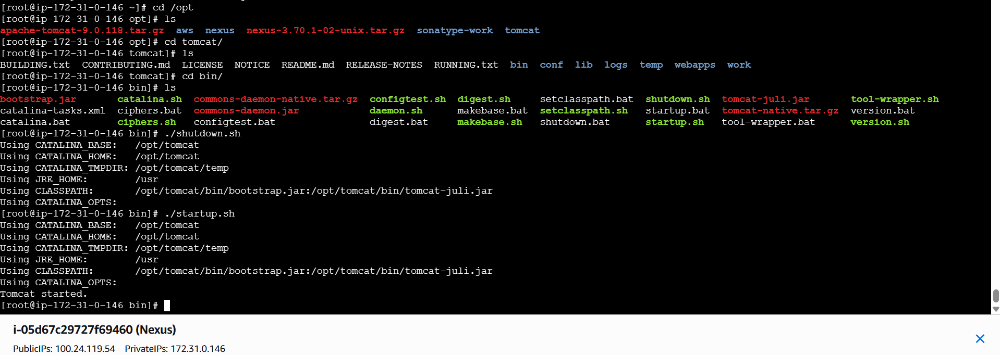 [root@ip-172-31-0-146 ~]# cd /opt
[root@ip-172-31-0-146 opt]# ls
apache-tomcat-9.0.118.tar.gz  aws  nexus  nexus-3.70.1-02-unix.tar.gz  sonatype-work  tomcat
[root@ip-172-31-0-146 opt]# cd tomcat/
[root@ip-172-31-0-146 tomcat]# ls
BUILDING.txt  CONTRIBUTING.md  LICENSE  NOTICE  README.md  RELEASE-NOTES  RUNNING.txt  bin  conf  lib  logs  temp  webapps  work
[root@ip-172-31-0-146 tomcat]# cd bin/
[root@ip-172-31-0-146 bin]# ls
bootstrap.jar       catalina.sh  commons-daemon-native.tar.gz  configtest.sh  digest.sh    setclasspath.bat  shutdown.sh  tomcat-juli.jar       tool-wrapper.sh
catalina-tasks.xml  ciphers.bat  commons-daemon.jar            daemon.sh      makebase.bat  setclasspath.sh   startup.bat  tomcat-native.tar.gz  version.bat
catalina.bat        ciphers.sh   configtest.bat                digest.bat     makebase.sh   shutdown.bat      startup.sh   tool-wrapper.bat      version.sh
[root@ip-172-31-0-146 bin]# ./shutdown.sh
Using CATALINA_BASE:   /opt/tomcat
Using CATALINA_HOME:   /opt/tomcat
Using CATALINA_TMPDIR: /opt/tomcat/temp
Using JRE_HOME:        /usr
Using CLASSPATH:       /opt/tomcat/bin/bootstrap.jar:/opt/tomcat/bin/tomcat-juli.jar
Using CATALINA_OPTS:
[root@ip-172-31-0-146 bin]# ./startup.sh
Using CATALINA_BASE:   /opt/tomcat
Using CATALINA_HOME:   /opt/tomcat
Using CATALINA_TMPDIR: /opt/tomcat/temp
Using JRE_HOME:        /usr
Using CLASSPATH:       /opt/tomcat/bin/bootstrap.jar:/opt/tomcat/bin/tomcat-juli.jar
Using CATALINA_OPTS:
Tomcat started.
[root@ip-172-31-0-146 bin]#
i-05d67c29727f69460 (Nexus)
PublicIPs: 100.24.119.54    PrivateIPs: 172.31.0.146